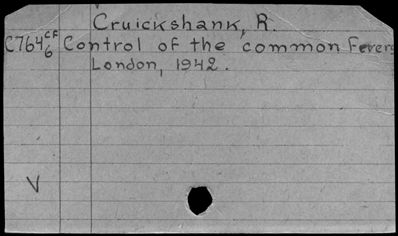 Cruickshank, R.
C764 CF 6 Control of the common Fevers
London, 1942.
V